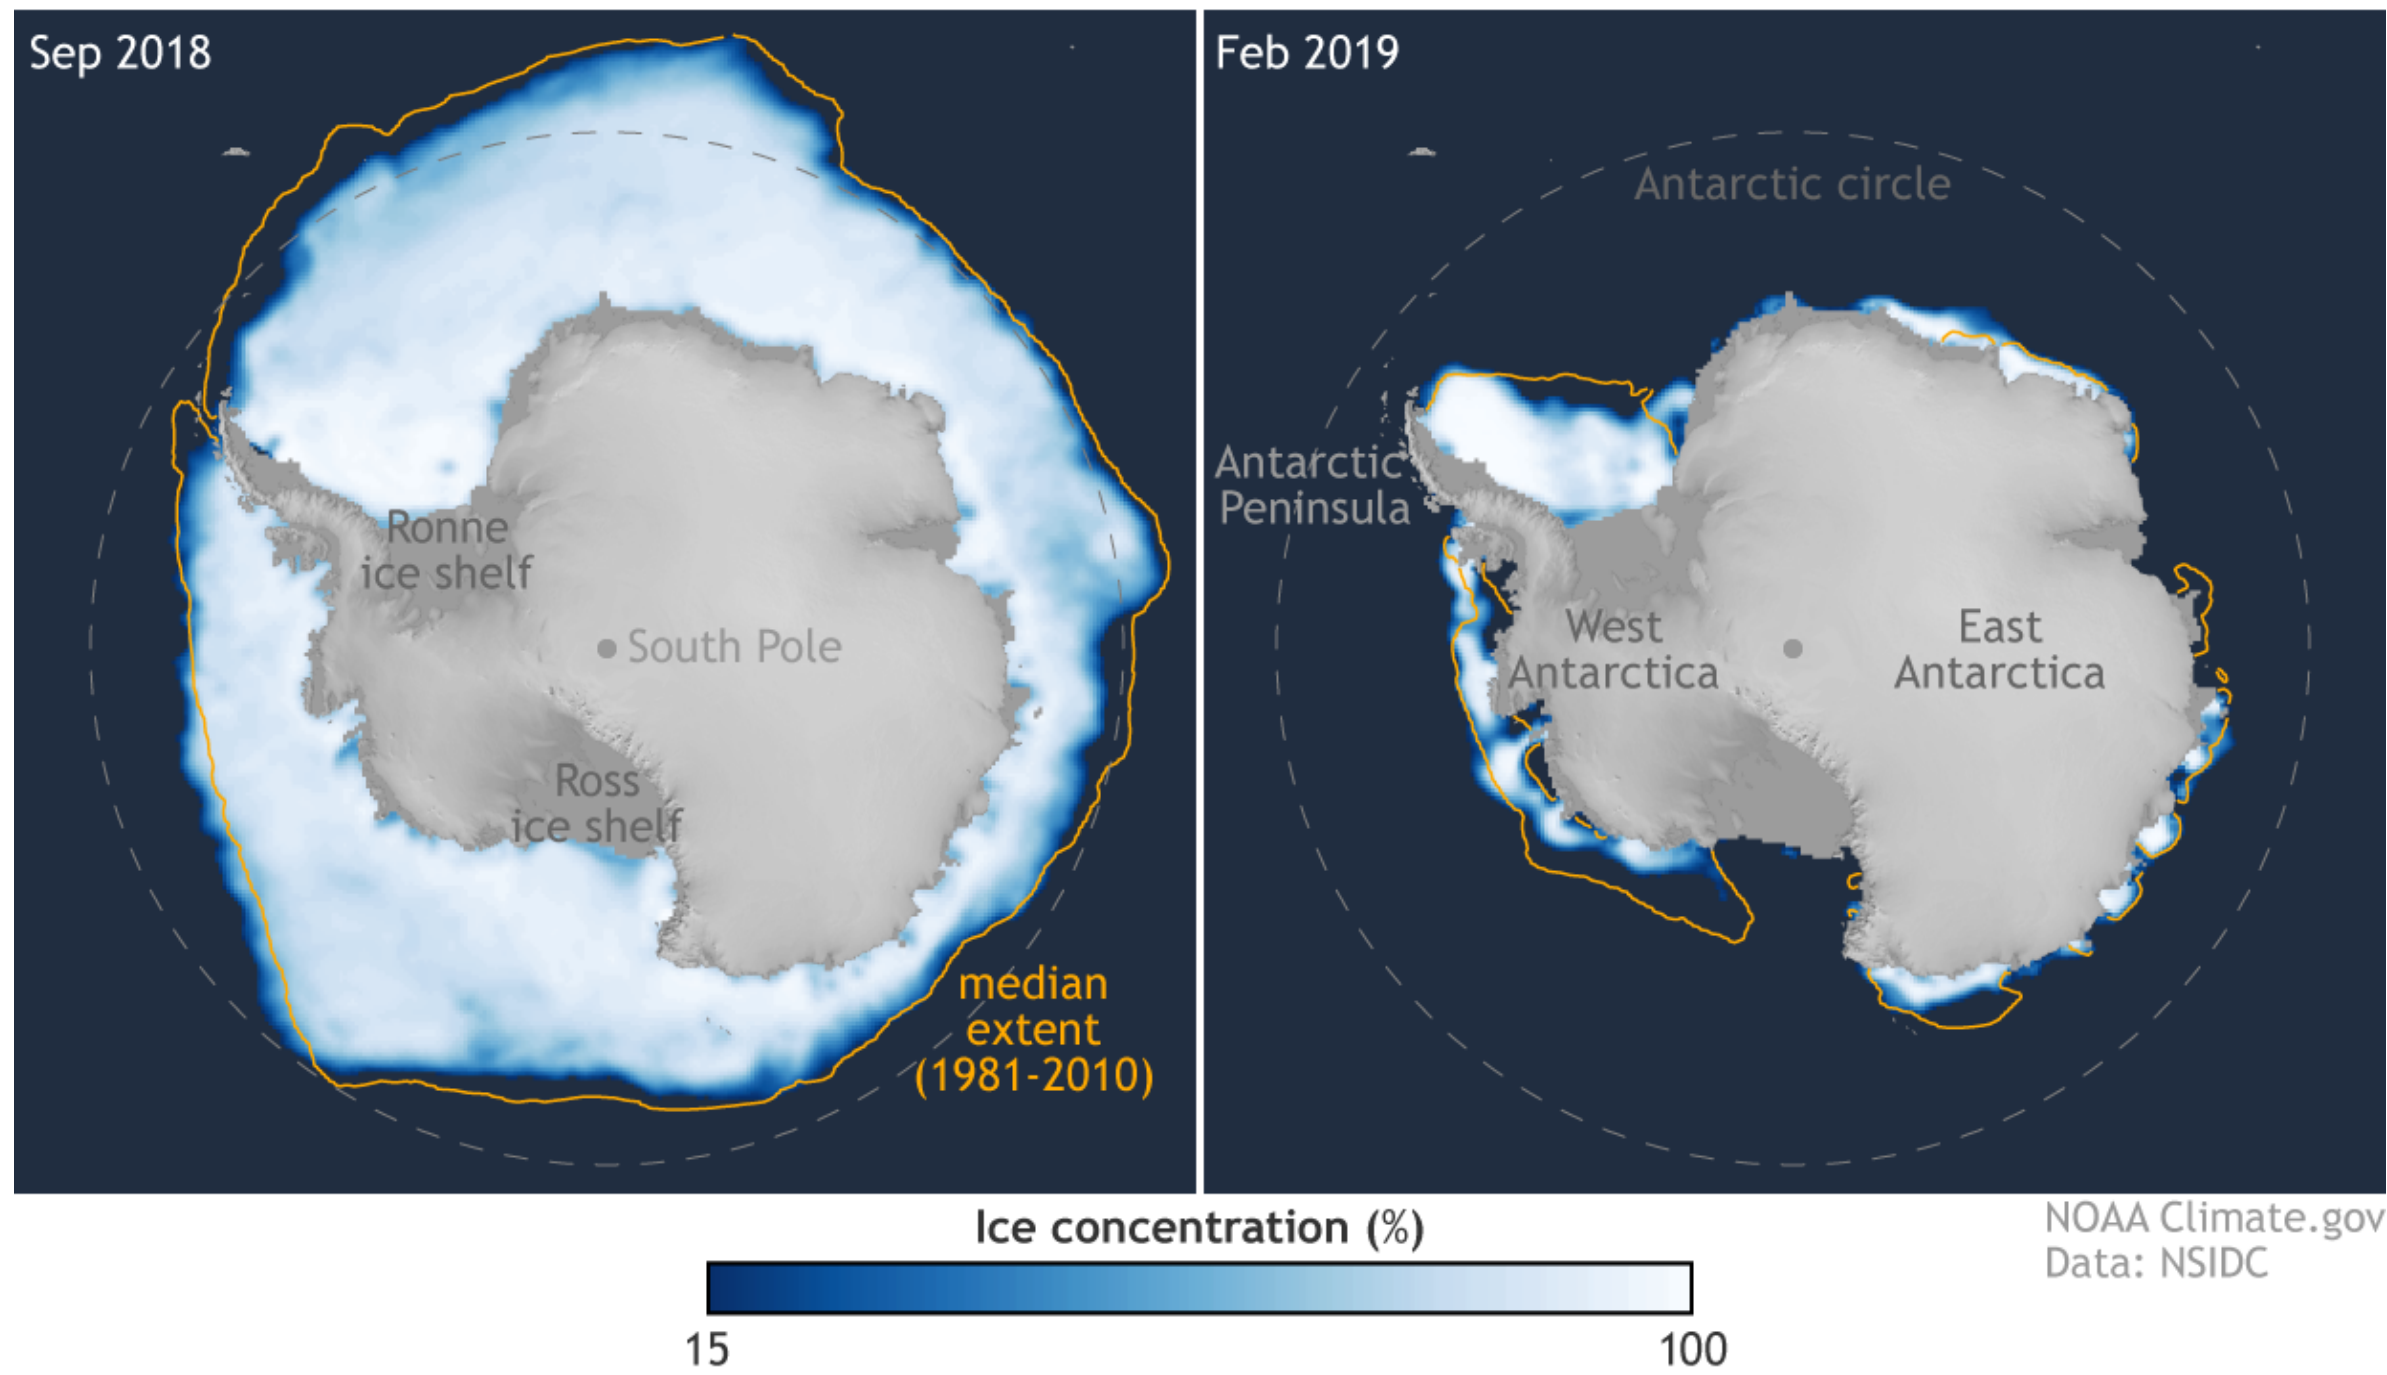 Sep 2018
Ronne
ice shelf
South Pole
Ross
ice shelf
median
extent
(1981-2010)
Feb 2019
Antarctic circle
Antarctic
Peninsula
West
Antarctica
East
Antarctica
Ice concentration (%)
15
100
NOAA Climate.gov
Data: NSIDC